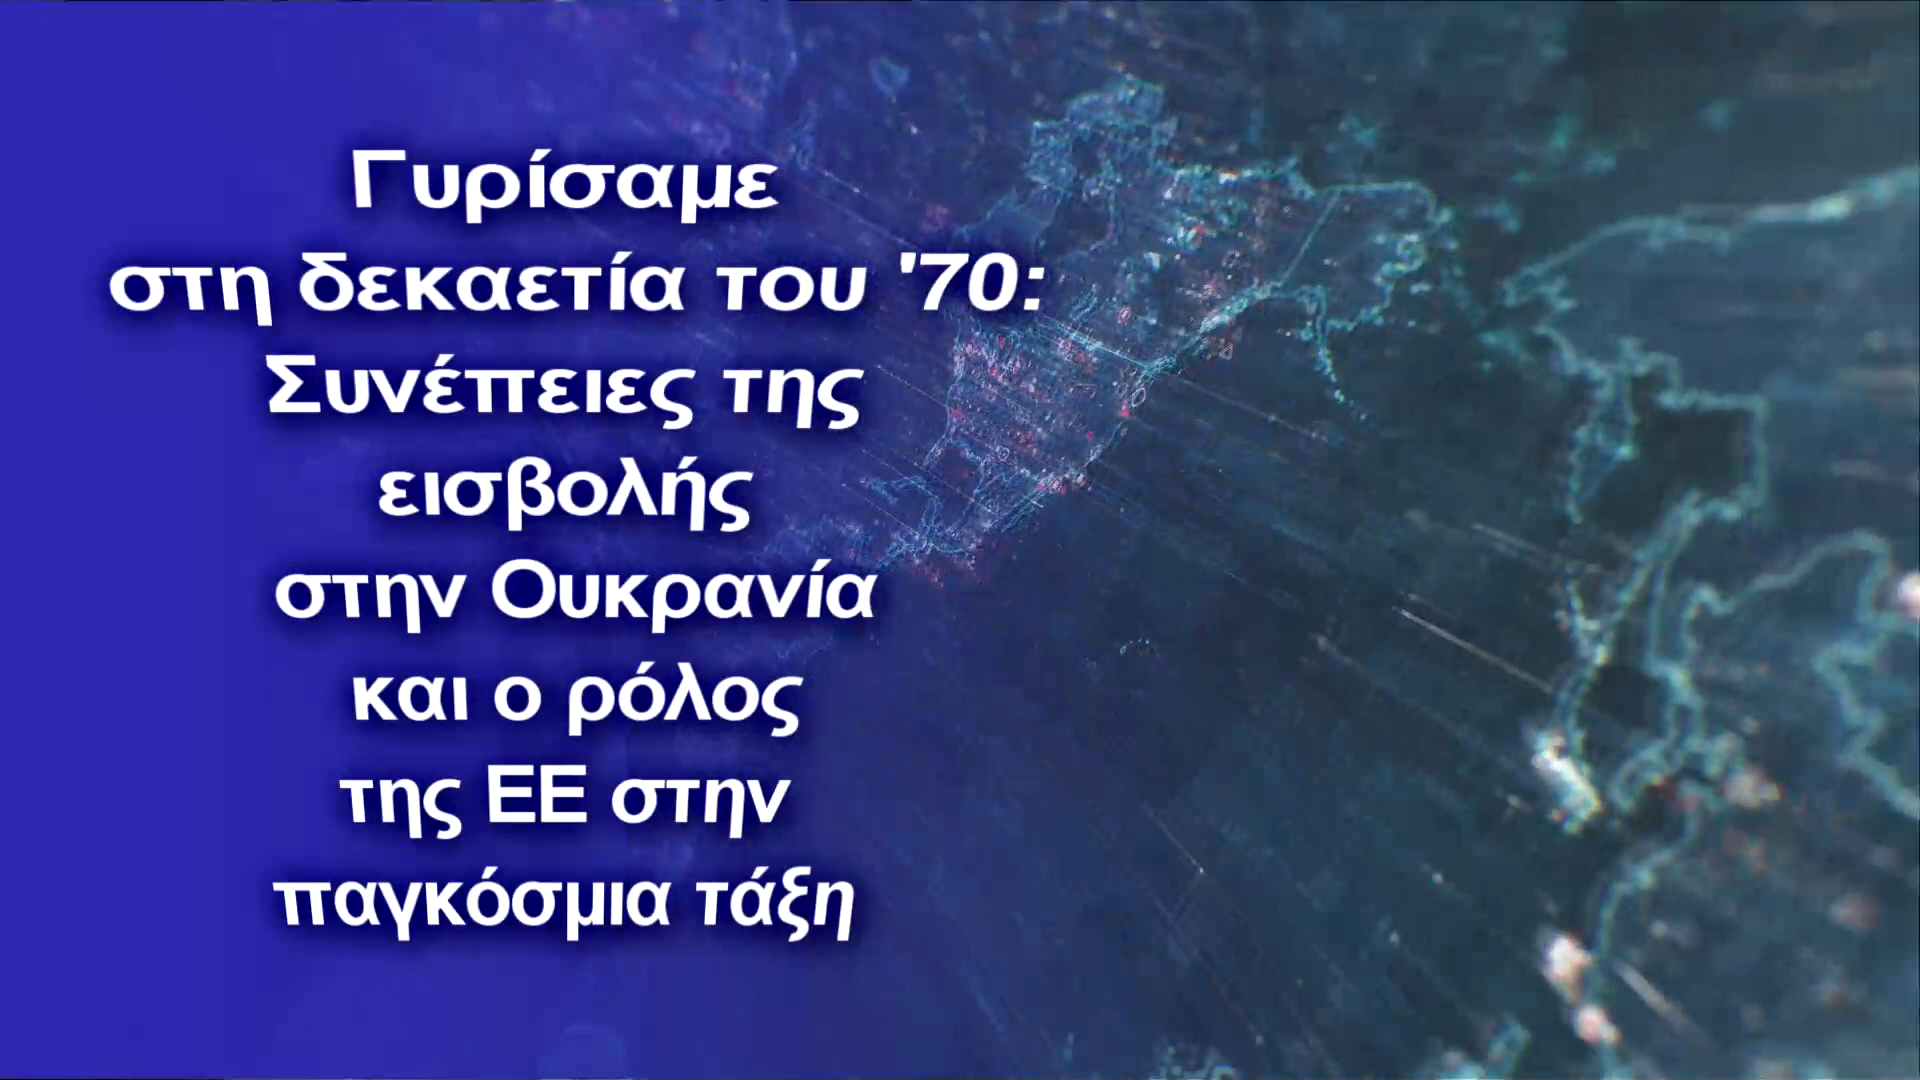 Γυρίσαμε
στη δεκαετία του '70:
Συνέπειες της
εισβολής
στην Ουκρανία
και ο ρόλος
της ΕΕ στην
παγκόσμια τάξη